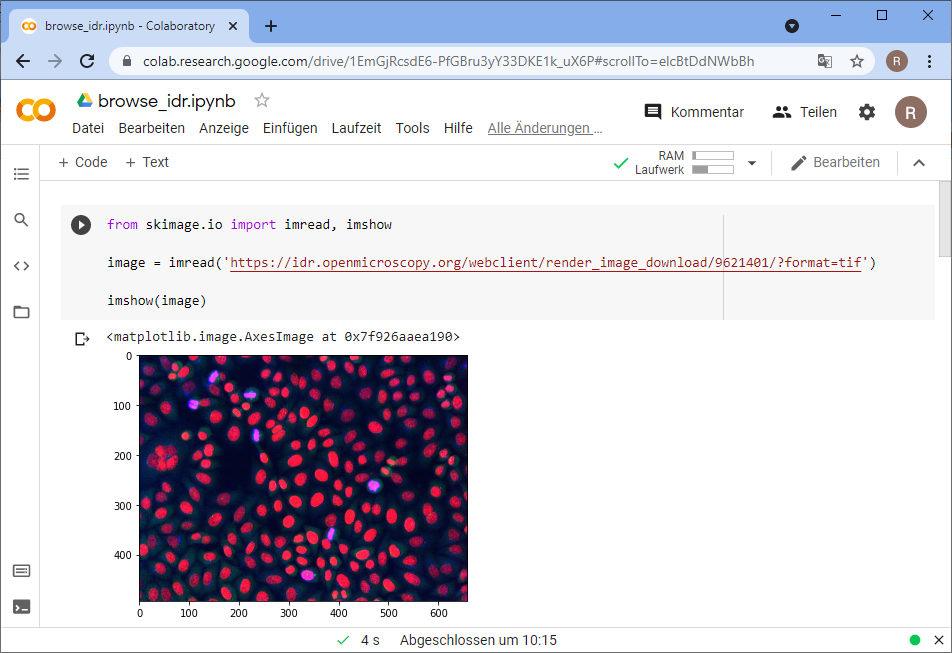 browse_idr.ipynb - Colaboratory
colab.research.google.com/drive/1EmGjRcsdE6-PfGBru3yY33DKE1k_uX6P#scrollTo=elcBtDdNWbBh
R
browse_idr.ipynb
Datei Bearbeiten Anzeige Einfügen Laufzeit Tools Hilfe Alle Änderungen …
Kommentar Teilen R
+ Code + Text
RAM
Laufwerk
Bearbeiten
from skimage.io import imread, imshow
image = imread('https://idr.openmicroscopy.org/webclient/render_image_download/9621401/?format=tif')
imshow(image)
<matplotlib.image.AxesImage at 0x7f926aaea190>
0
100
200
300
400
0 100 200 300 400 500 600
4 s Abgeschlossen um 10:15